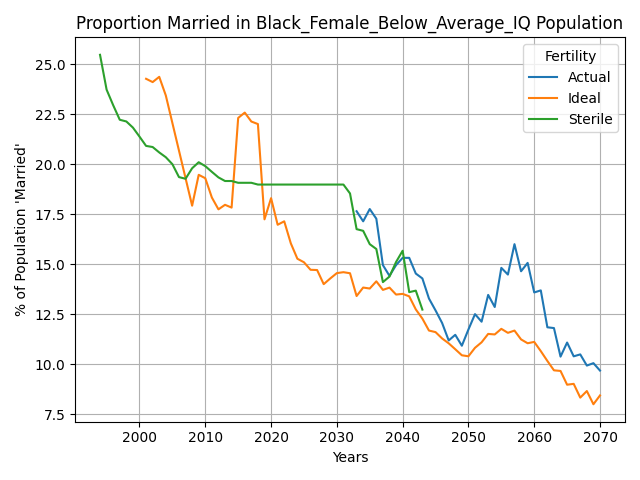 Proportion Married in Black_Female_Below_Average_IQ Population
Fertility
Actual
Ideal
Sterile
% of Population 'Married'
25.0
22.5
20.0
17.5
15.0
12.5
10.0
7.5
2000 2010 2020 2030 2040 2050 2060 2070
Years